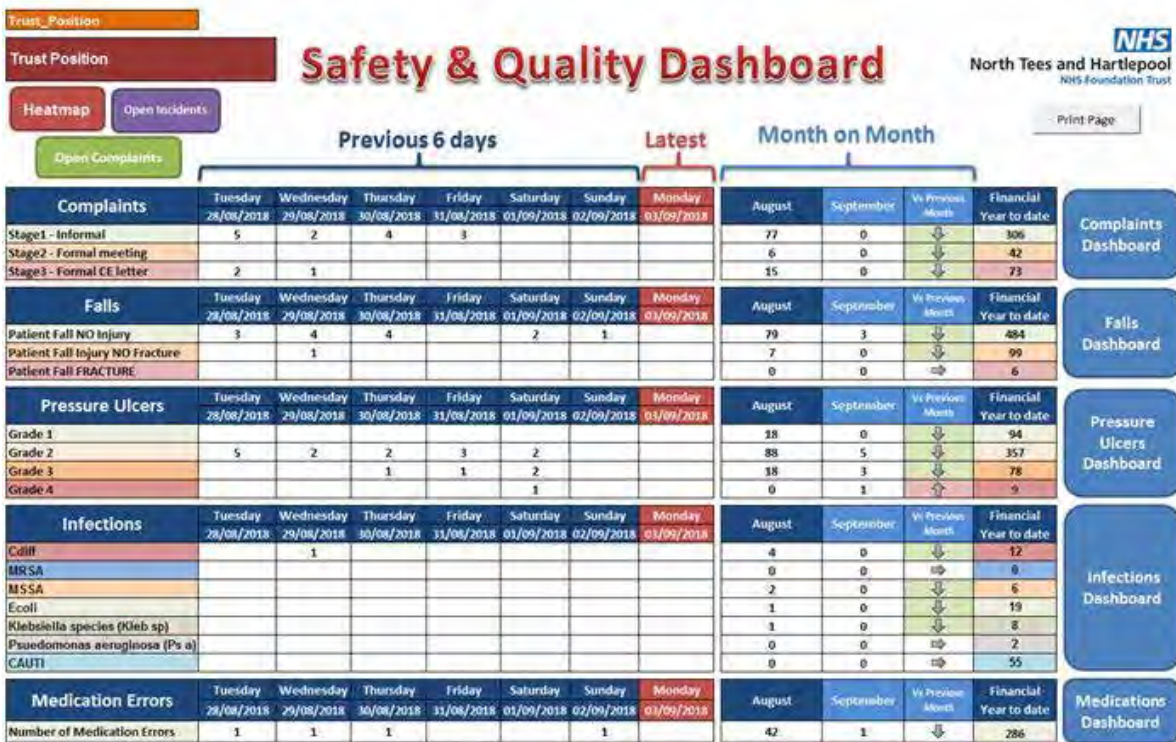 Trust_Position
Trust Position
Safety & Quality Dashboard
NHS
North Tees and Hartlepool
NHS Foundation Trust
Heatmap
Open Incidents
Print Page
Open Complaints
Previous 6 days
Latest
Month on Month
Complaints Tuesday Wednesday Thursday Friday Saturday Sunday Monday August September Vs Previous Month Financial Year to date
28/08/2018 29/08/2018 30/08/2018 31/08/2018 01/09/2018 02/09/2018 03/09/2018
Stage1 - Informal 5 2 4 3 77 0 306
Stage2 - Formal meeting 6 0 42
Stage3 - Formal CE letter 2 1 15 0 73
Complaints Dashboard
Falls Tuesday Wednesday Thursday Friday Saturday Sunday Monday August September Vs Previous Month Financial Year to date
28/08/2018 29/08/2018 30/08/2018 31/08/2018 01/09/2018 02/09/2018 03/09/2018
Patient Fall NO Injury 3 4 4 2 1 79 3 484
Patient Fall Injury NO Fracture 1 7 0 99
Patient Fall FRACTURE 0 0 6
Falls Dashboard
Pressure Ulcers Tuesday Wednesday Thursday Friday Saturday Sunday Monday August September Vs Previous Month Financial Year to date
28/08/2018 29/08/2018 30/08/2018 31/08/2018 01/09/2018 02/09/2018 03/09/2018
Grade 1 18 0 94
Grade 2 5 2 2 3 2 88 5 357
Grade 3 1 1 2 18 3 78
Grade 4 1 0 1 9
Pressure Ulcers Dashboard
Infections Tuesday Wednesday Thursday Friday Saturday Sunday Monday August September Vs Previous Month Financial Year to date
28/08/2018 29/08/2018 30/08/2018 31/08/2018 01/09/2018 02/09/2018 03/09/2018
Cdiff 1 4 0 12
MRSA 0 0 0
MSSA 2 0 6
Ecoli 1 0 19
Klebsiella species (Kleb sp) 1 0 8
Psuedomonas aeruginosa (Ps a) 0 0 2
CAUTI 0 0 55
Infections Dashboard
Medication Errors Tuesday Wednesday Thursday Friday Saturday Sunday Monday August September Vs Previous Month Financial Year to date
28/08/2018 29/08/2018 30/08/2018 31/08/2018 01/09/2018 02/09/2018 03/09/2018
Number of Medication Errors 1 1 1 1 42 1 286
Medications Dashboard